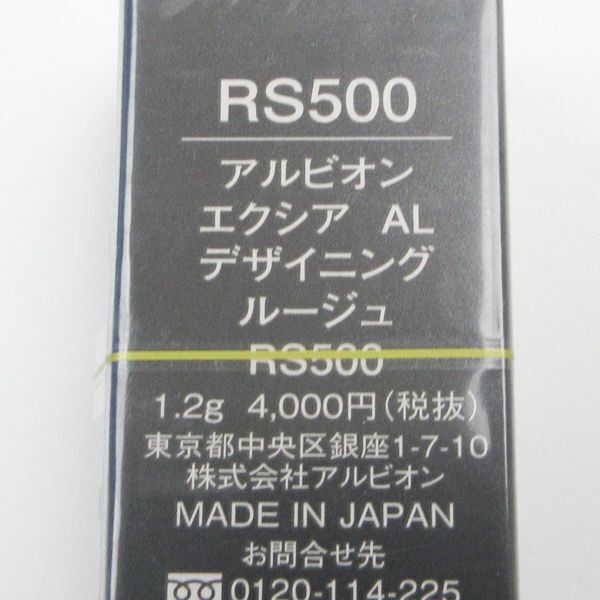 RS500
アルビオン
エクシア AL
デザイニング
ルージュ
RS500
1.2g 4,000円(税抜)
東京都中央区銀座1-7-10
株式会社アルビオン
MADE IN JAPAN
お問合せ先
0120-114-225